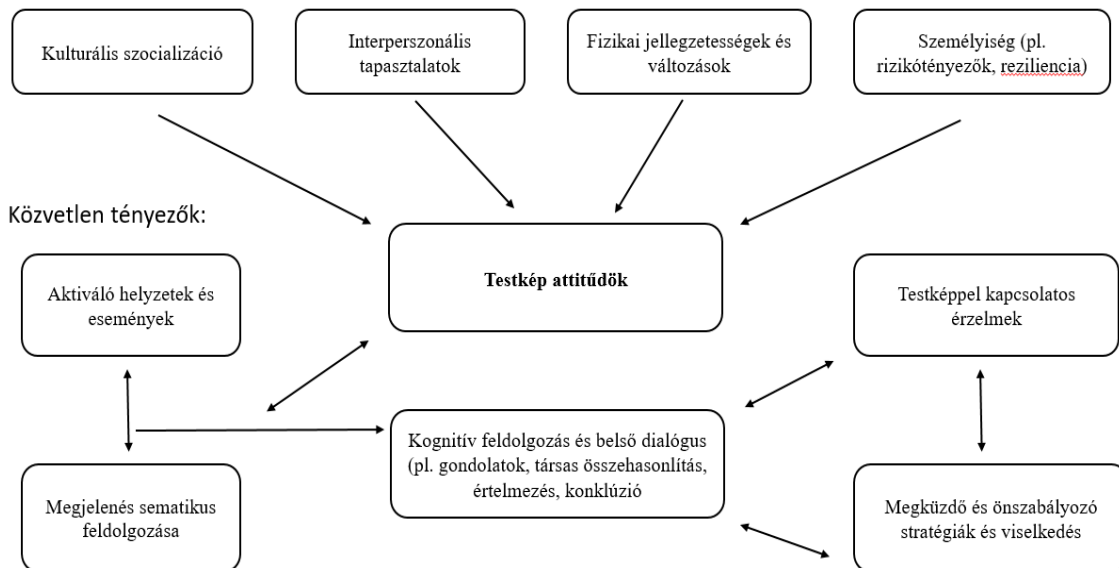 Kulturális szocializáció
Interperszonális
tapasztalatok
Fizikai jellegzetességek és
változások
Személyiség (pl.
rizikótényezők, reziliencia)
Közvetlen tényezők:
Testkép attitűdök
Aktiváló helyzetek és
események
Testképpel kapcsolatos
érzelmek
Kognitív feldolgozás és belső dialógus
(pl. gondolatok, társas összehasonlítás,
értelmezés, konklúzió
Megjelenés sematikus
feldolgozása
Megküzdő és önszabályozó
stratégiák és viselkedés